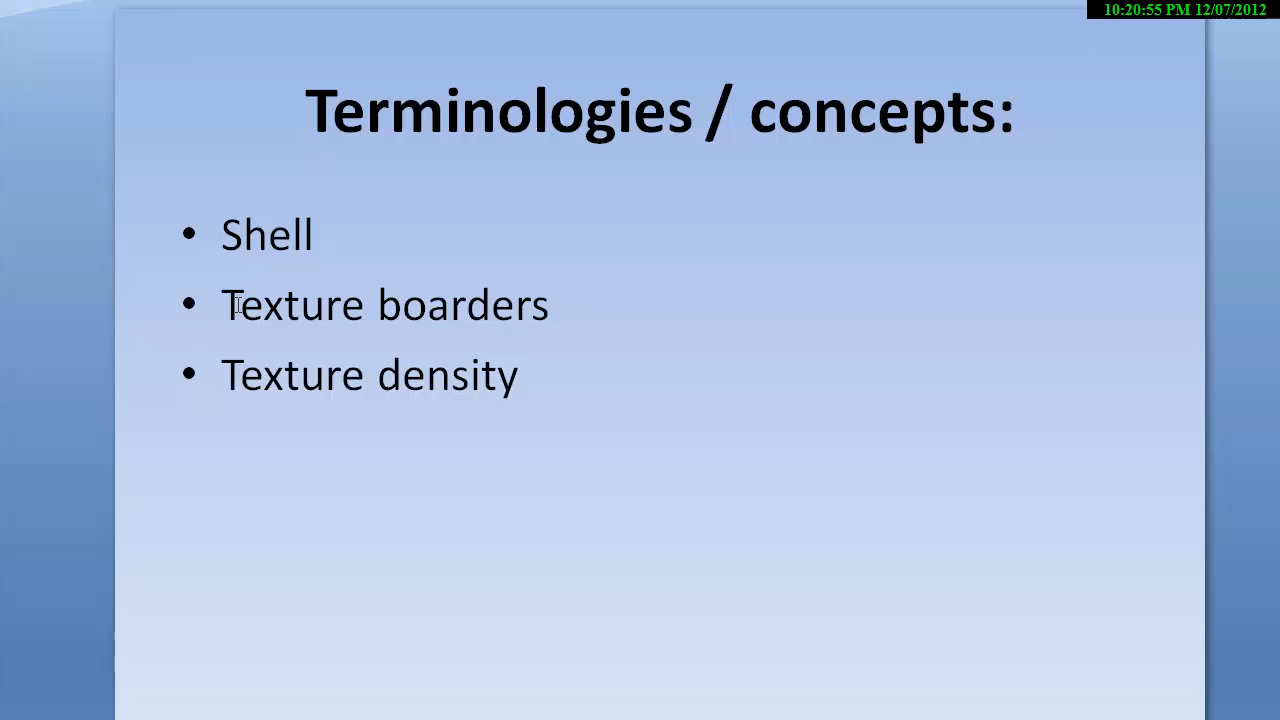 10:20:55 PM 12/07/2012
Terminologies / concepts:
• Shell
• Texture boarders
• Texture density